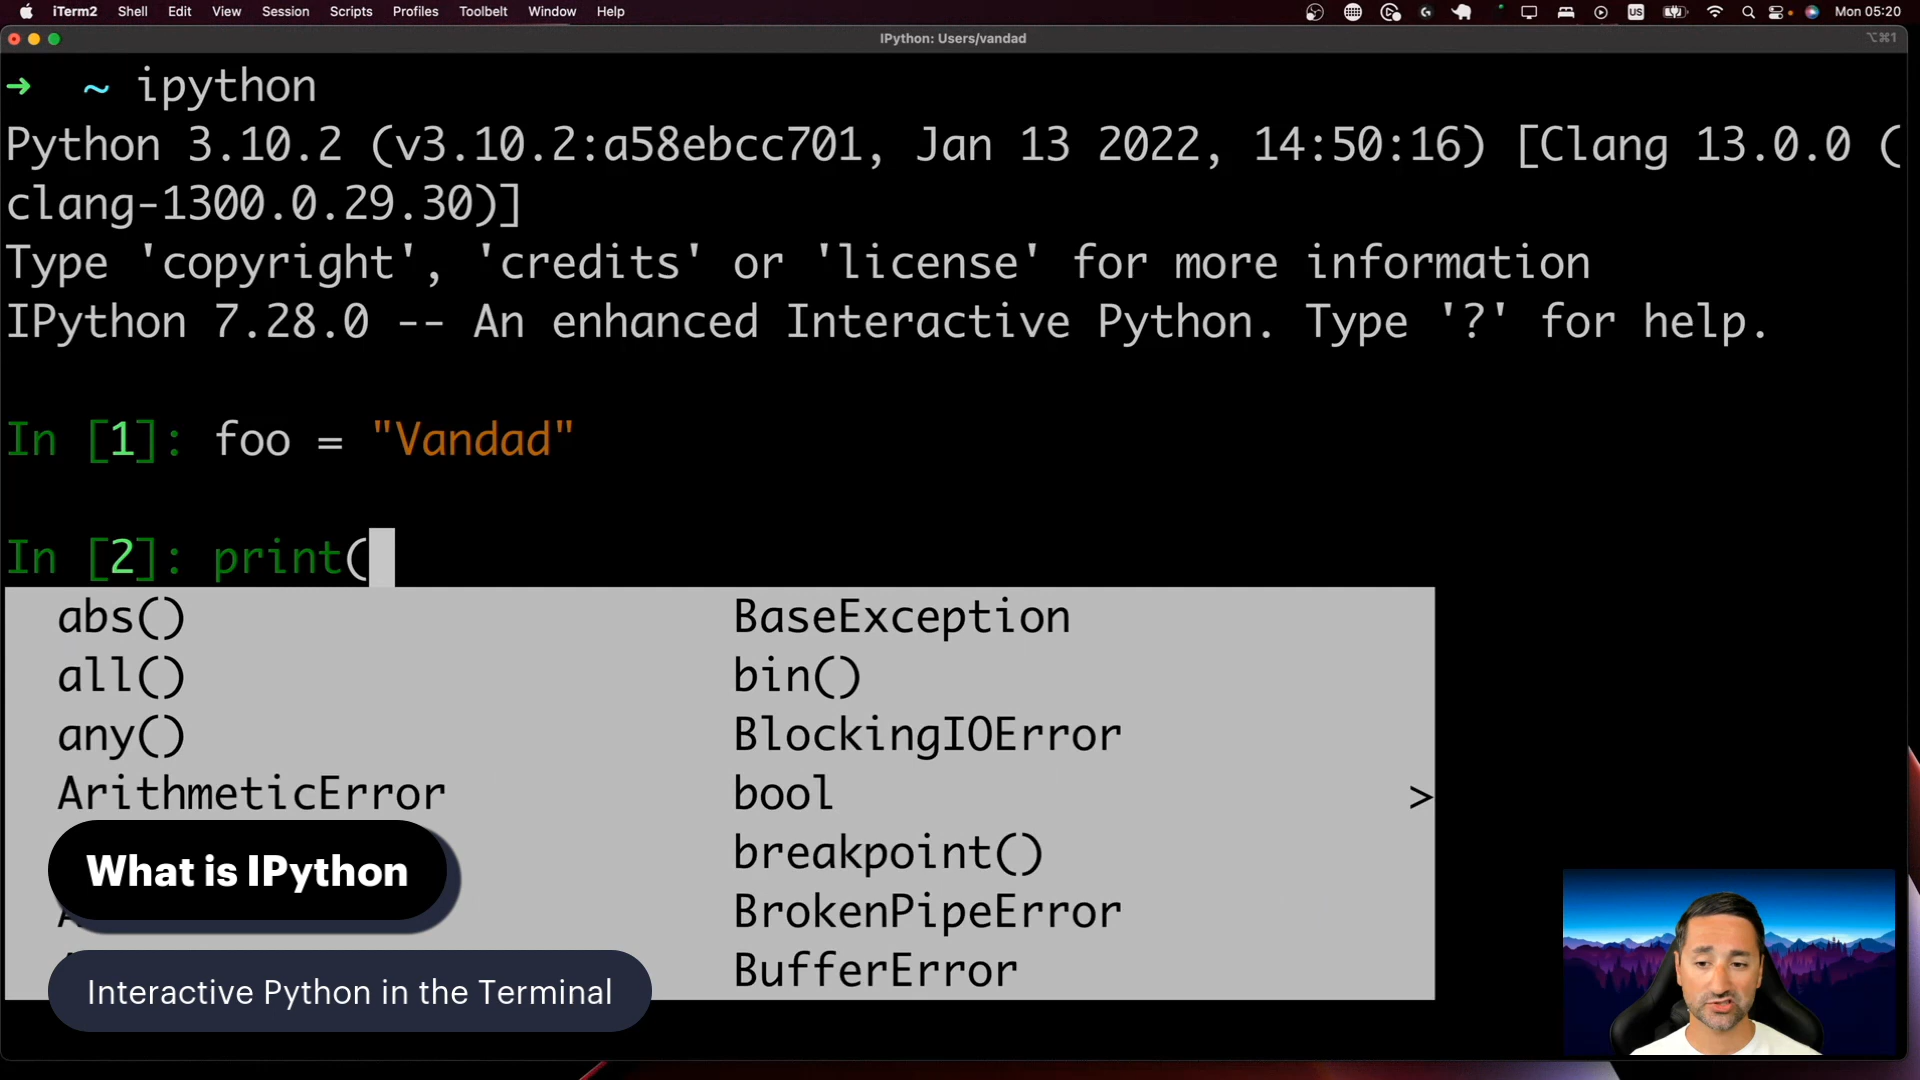 iTerm2 Shell Edit View Session Scripts Profiles Toolbelt Window Help US Mon 05:20
IPython: Users/vandad ⌥⌘1
→ ~ ipython
Python 3.10.2 (v3.10.2:a58ebcc701, Jan 13 2022, 14:50:16) [Clang 13.0.0 (
clang-1300.0.29.30)]
Type 'copyright', 'credits' or 'license' for more information
IPython 7.28.0 -- An enhanced Interactive Python. Type '?' for help.
In [1]: foo = "Vandad"
In [2]: print(
abs() BaseException
all() bin()
any() BlockingIOError
ArithmeticError bool >
breakpoint()
What is IPython
BrokenPipeError
BufferError
Interactive Python in the Terminal